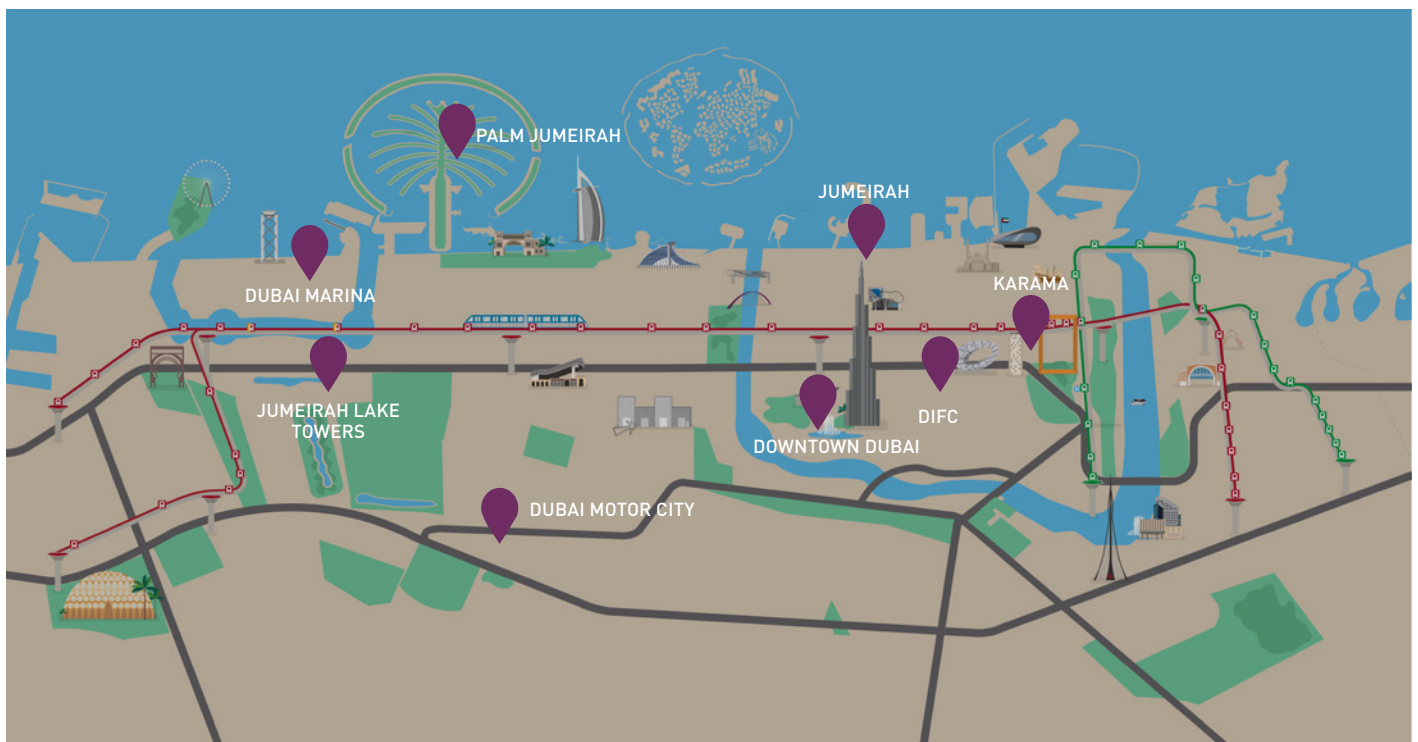 PALM JUMEIRAH
JUMEIRAH
DUBAI MARINA
KARAMA
JUMEIRAH LAKE
TOWERS
DIFC
DOWNTOWN DUBAI
DUBAI MOTOR CITY